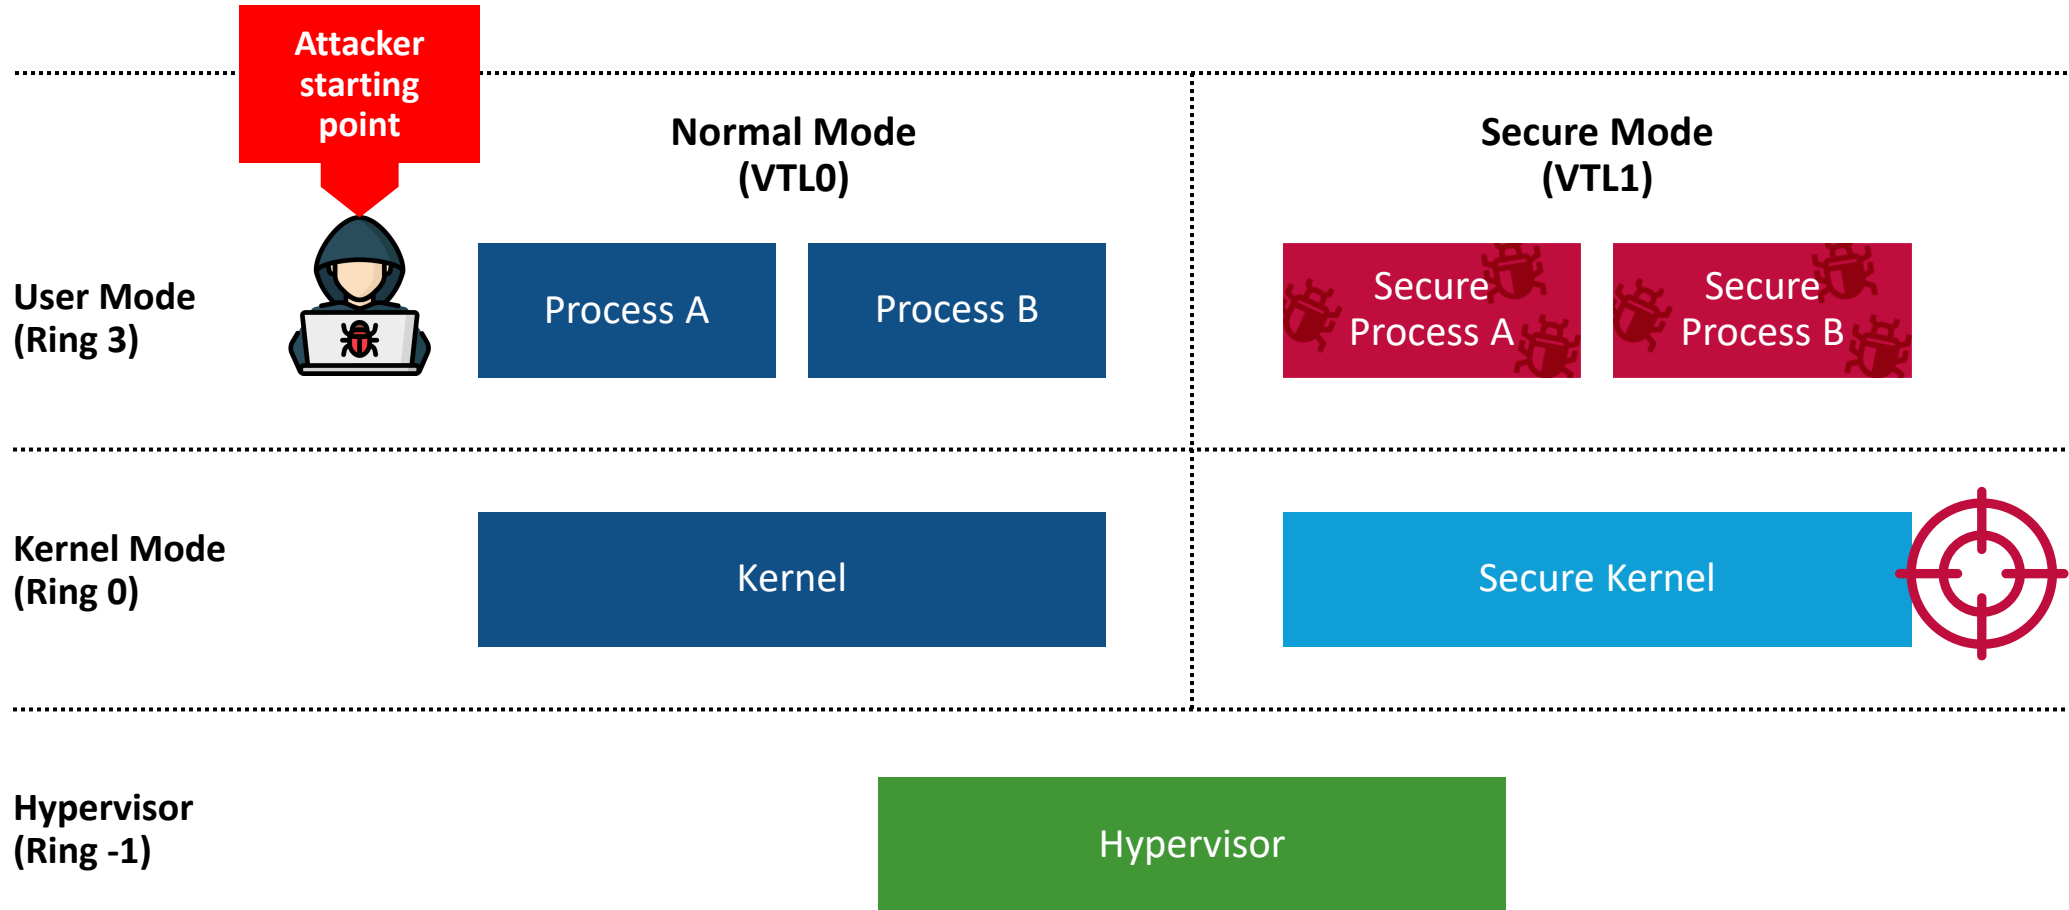 Attacker
starting
point
Normal Mode
(VTL0)
Secure Mode
(VTL1)
User Mode
(Ring 3)
Process A
Process B
Secure
Process A
Secure
Process B
Kernel Mode
(Ring 0)
Kernel
Secure Kernel
Hypervisor
(Ring -1)
Hypervisor